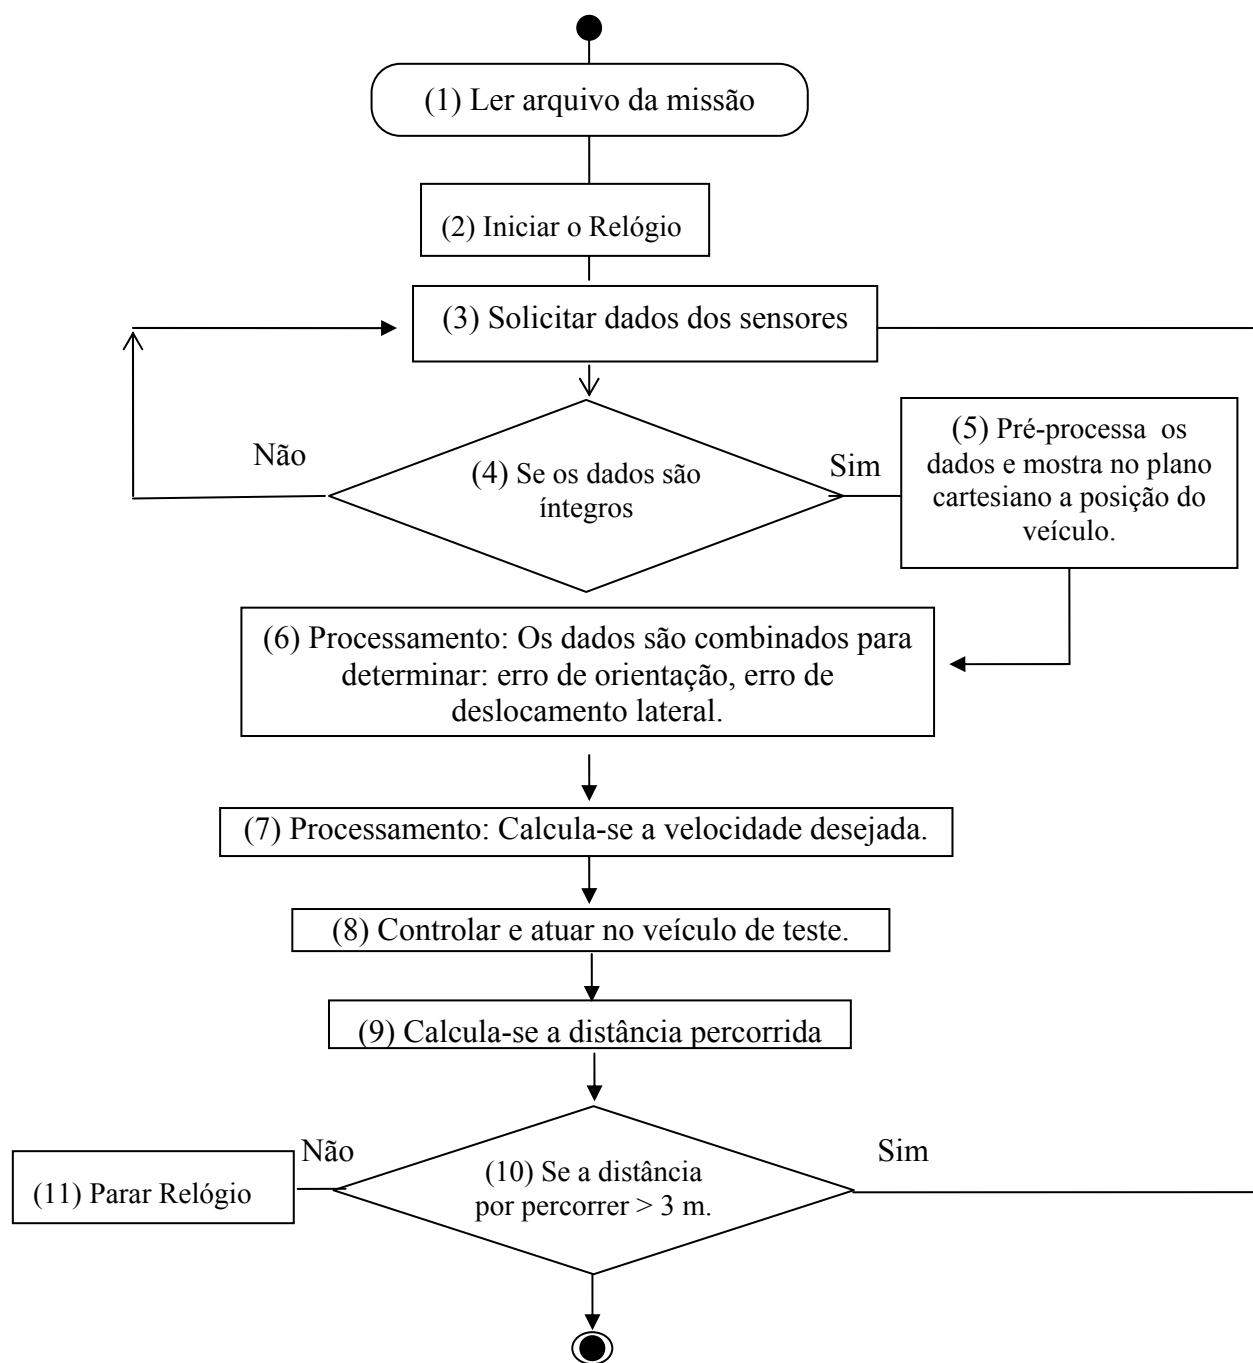 (1) Ler arquivo da missão
(2) Iniciar o Relógio
(3) Solicitar dados dos sensores
Não
(4) Se os dados são
íntegros
Sim
(5) Pré-processa os
dados e mostra no plano
cartesiano a posição do
veículo.
(6) Processamento: Os dados são combinados para
determinar: erro de orientação, erro de
deslocamento lateral.
(7) Processamento: Calcula-se a velocidade desejada.
(8) Controlar e atuar no veículo de teste.
(9) Calcula-se a distância percorrida
Não
(10) Se a distância
por percorrer > 3 m.
Sim
(11) Parar Relógio